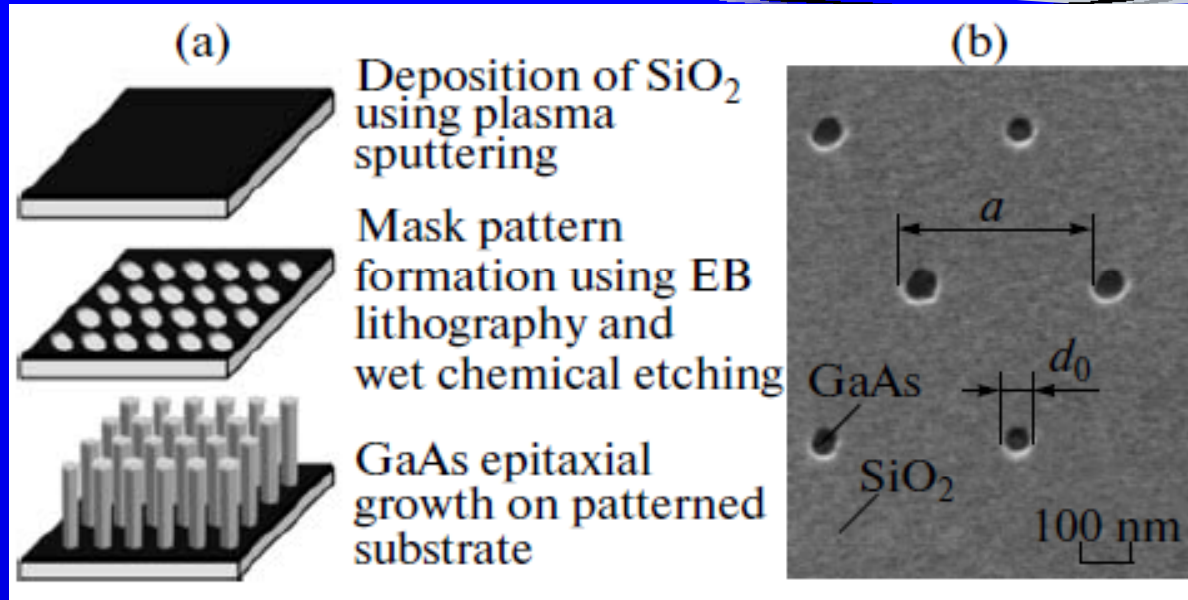 (a)
Deposition of SiO₂
using plasma
sputtering
Mask pattern
formation using EB
lithography and
wet chemical etching
GaAs epitaxial
growth on patterned
substrate
(b)
a
d₀
GaAs
SiO₂
100 nm